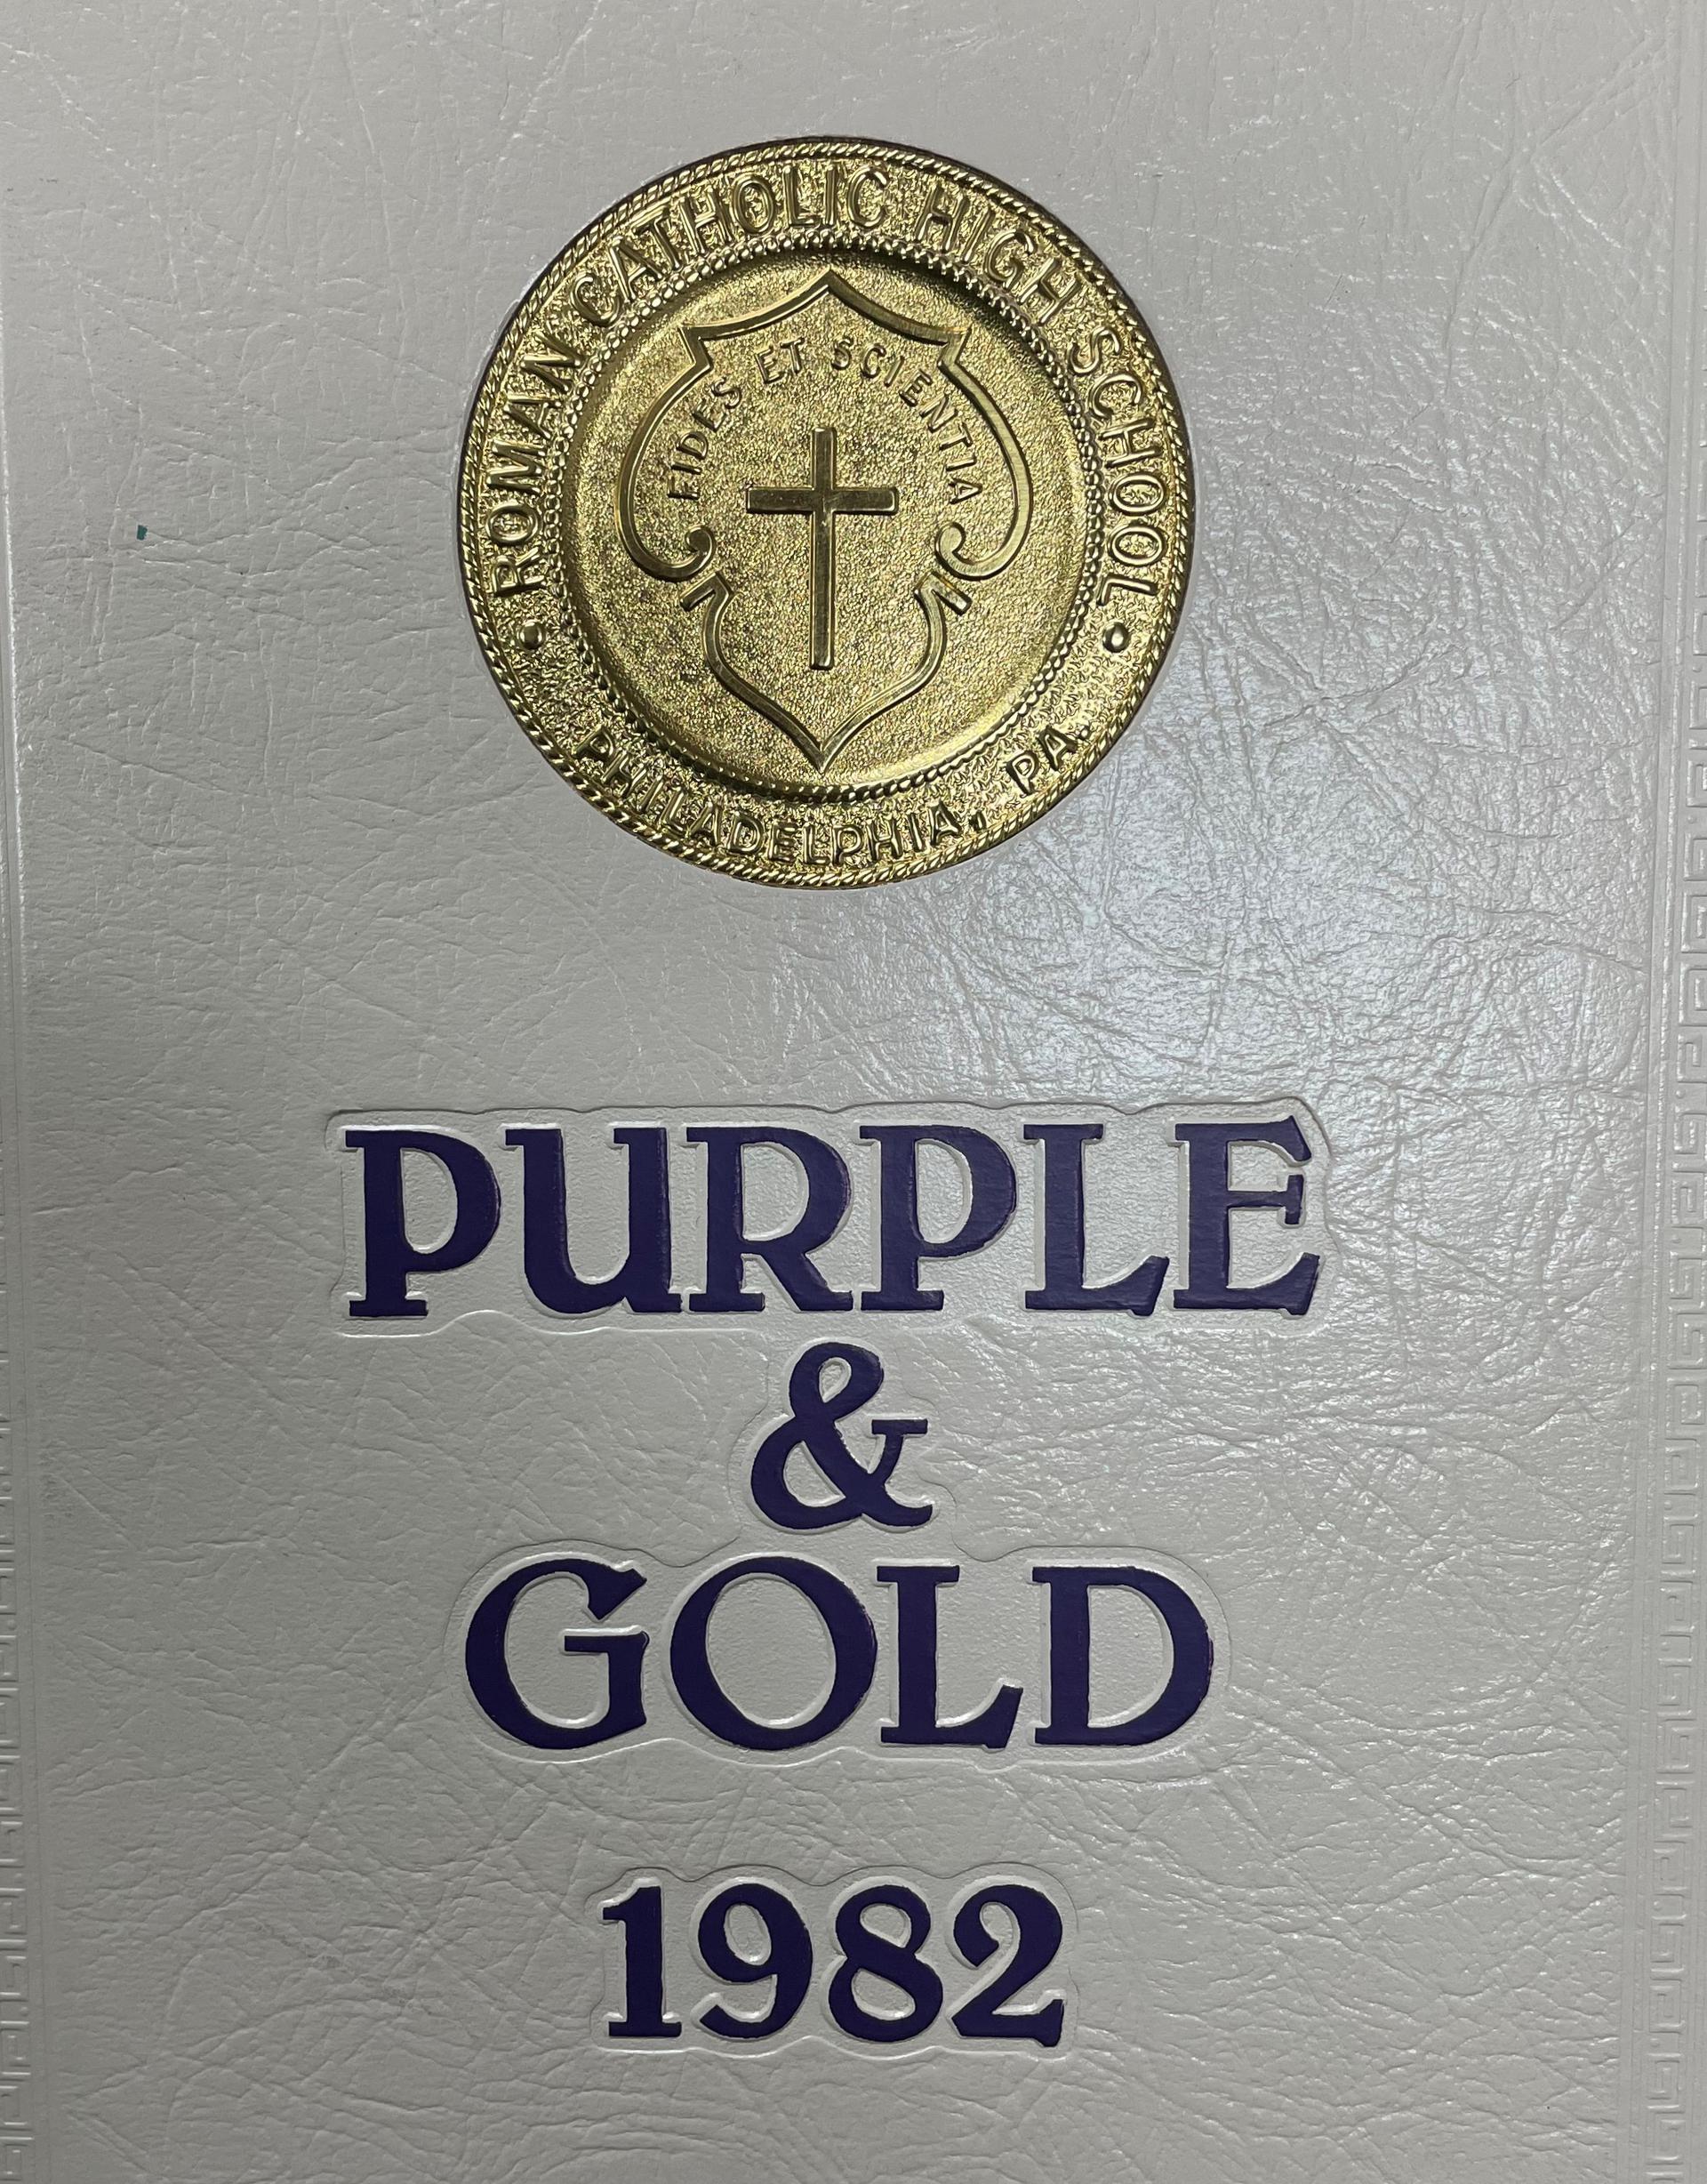 ROMAN CATHOLIC HIGH SCHOOL
FIDES ET SCIENTIA
PHILADELPHIA, PA.
PURPLE
&
GOLD
1982